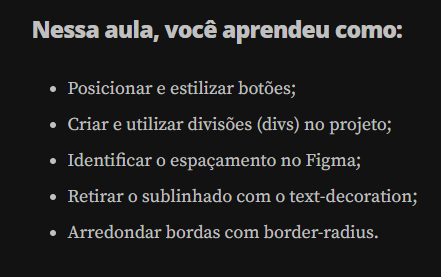 Nessa aula, você aprendeu como:
• Posicionar e estilizar botões;
• Criar e utilizar divisões (divs) no projeto;
• Identificar o espaçamento no Figma;
• Retirar o sublinhado com o text-decoration;
• Arredondar bordas com border-radius.